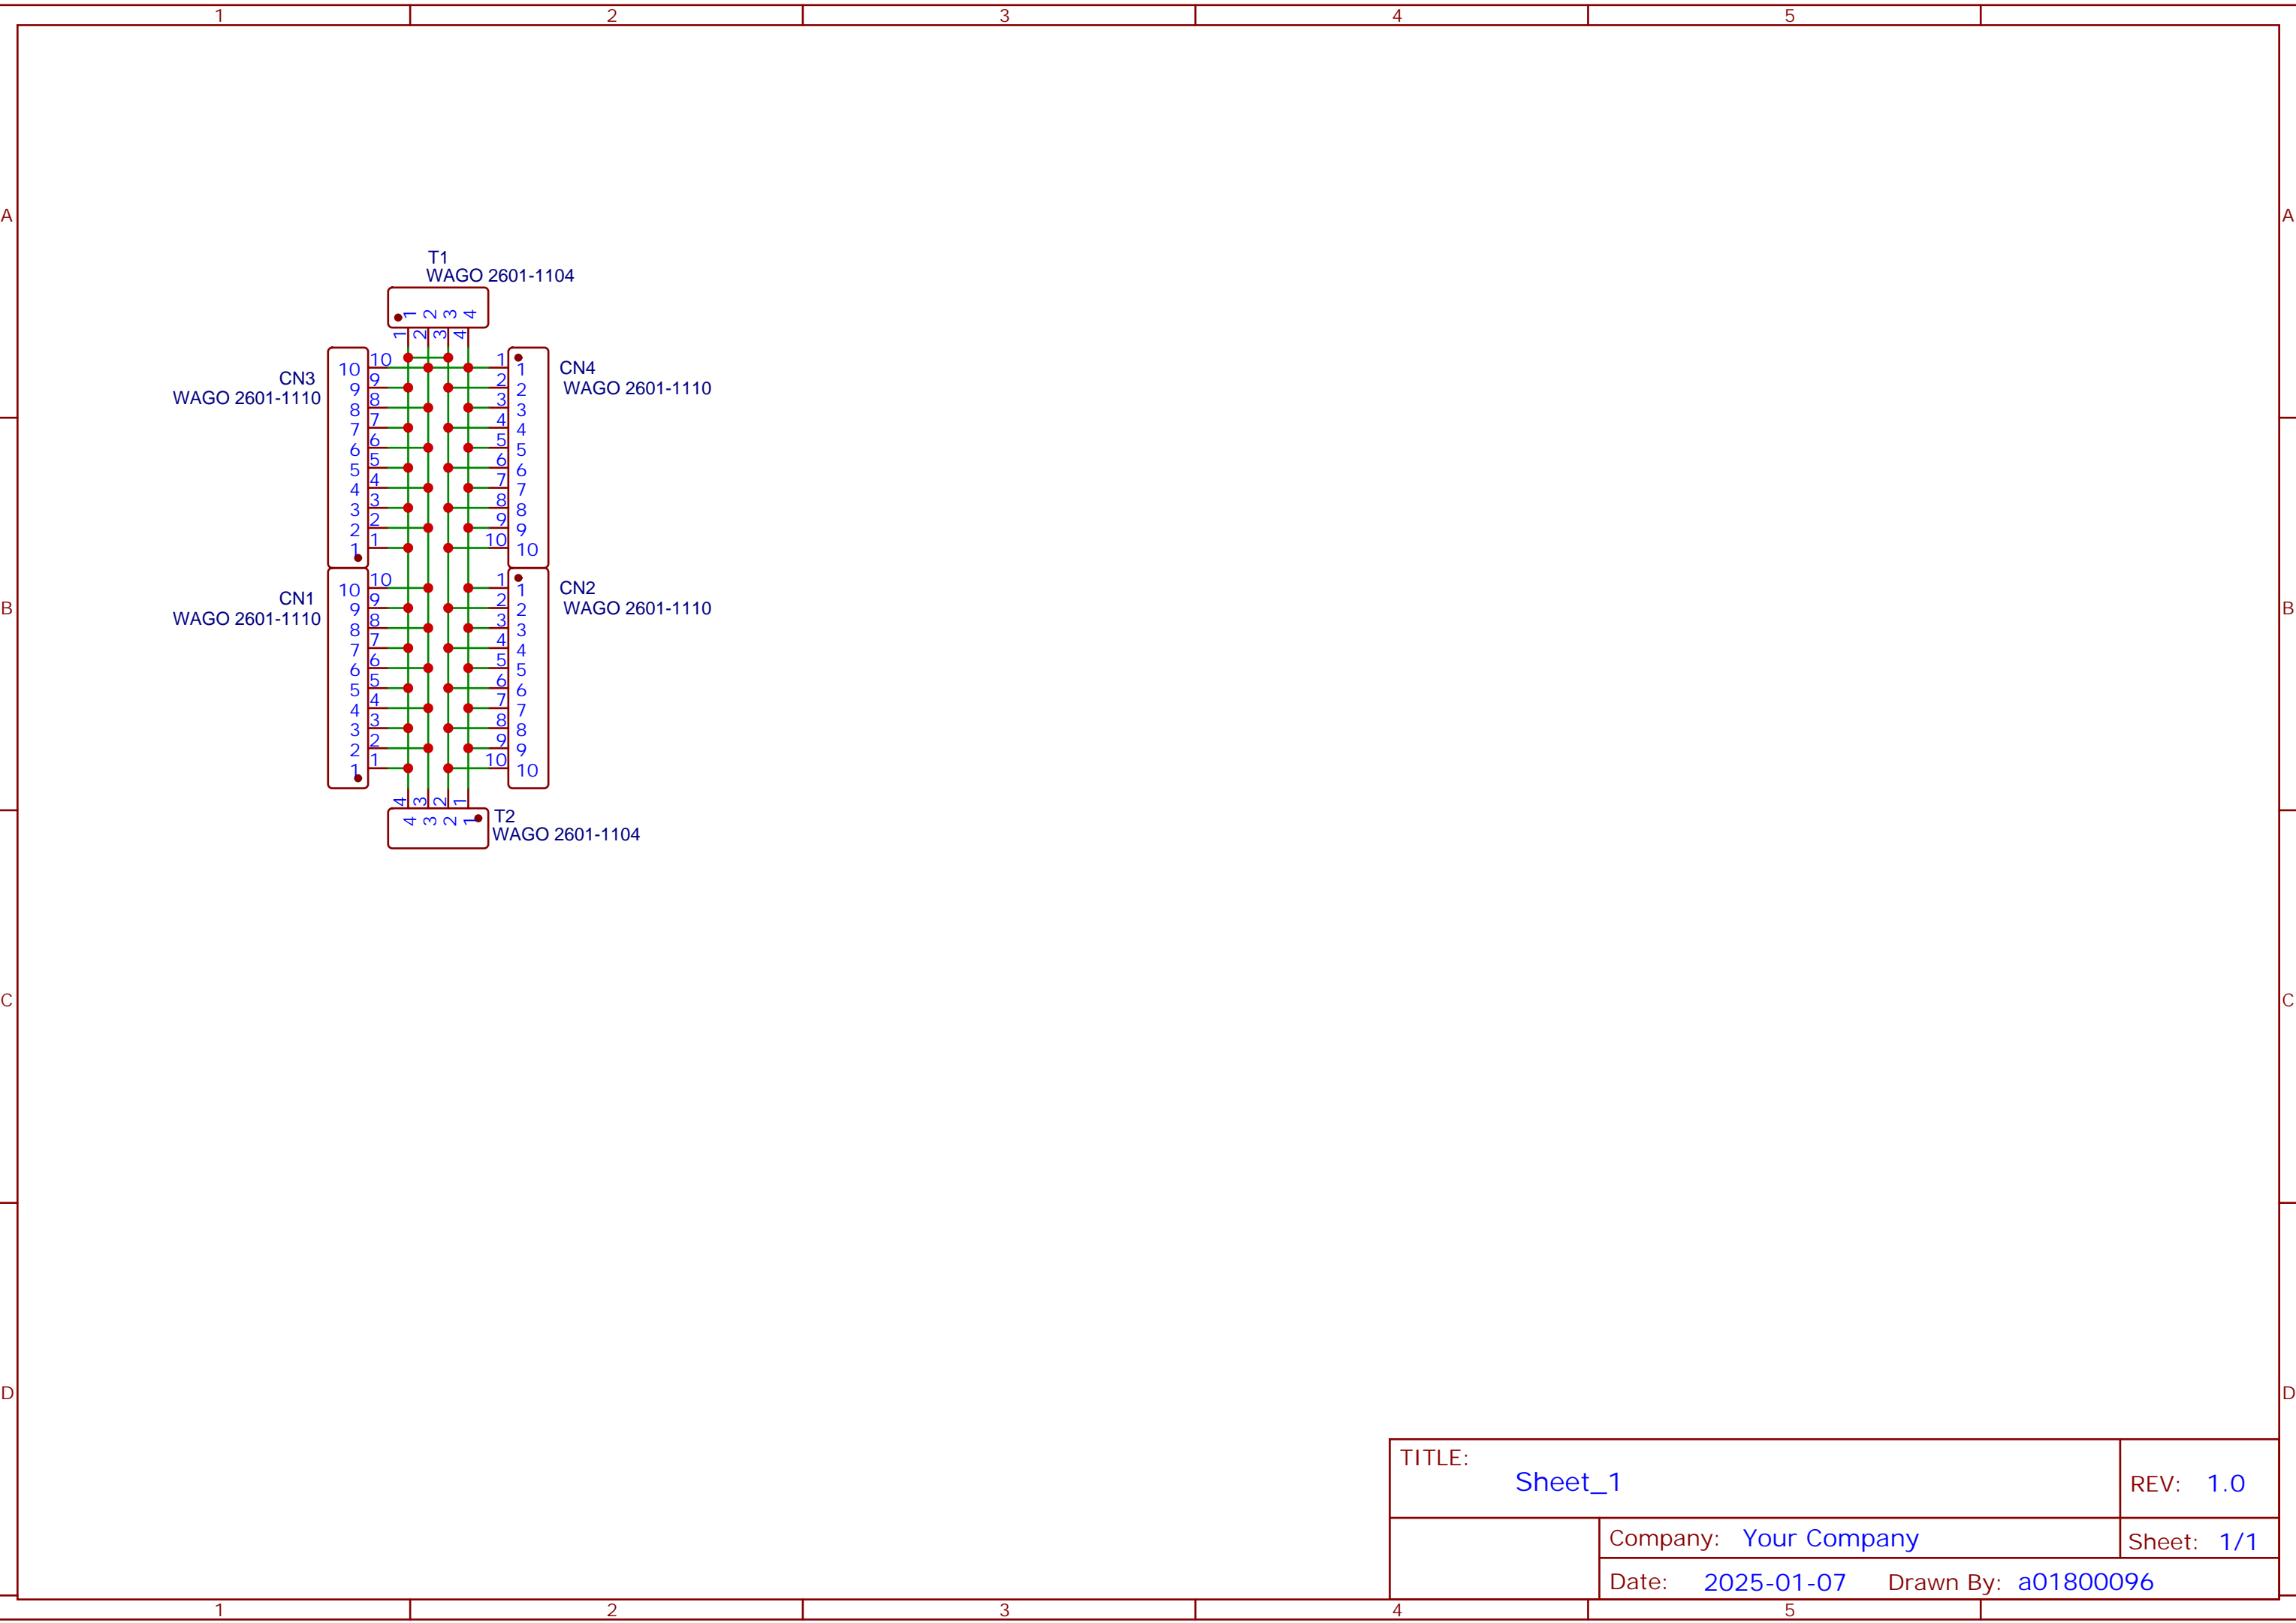 1 2 3 4 5
A A
T1
WAGO 2601-1104
1 2 3 4
1 2 3 4
CN3
WAGO 2601-1110
10 10
9 9
8 8
7 7
6 6
5 5
4 4
3 3
2 2
1 1
CN4
WAGO 2601-1110
1 1
2 2
3 3
4 4
5 5
6 6
7 7
8 8
9 9
10 10
B B
CN1
WAGO 2601-1110
10 10
9 9
8 8
7 7
6 6
5 5
4 4
3 3
2 2
1 1
CN2
WAGO 2601-1110
1 1
2 2
3 3
4 4
5 5
6 6
7 7
8 8
9 9
10 10
4 3 2 1
4 3 2 1
T2
WAGO 2601-1104
C C
D D
TITLE:
Sheet_1
REV: 1.0
Company: Your Company
Sheet: 1/1
Date: 2025-01-07 Drawn By: a01800096
1 2 3 4 5